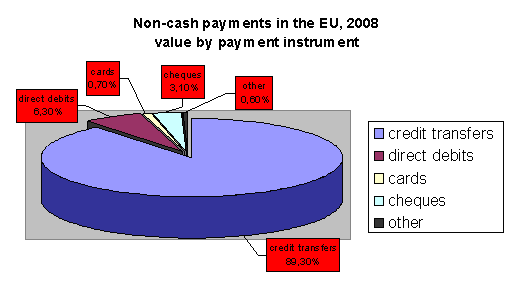 Non-cash payments in the EU, 2008
value by payment instrument
cards
0,70%
cheques
3,10%
other
0,60%
direct debits
6,30%
credit transfers
89,30%
credit transfers
direct debits
cards
cheques
other